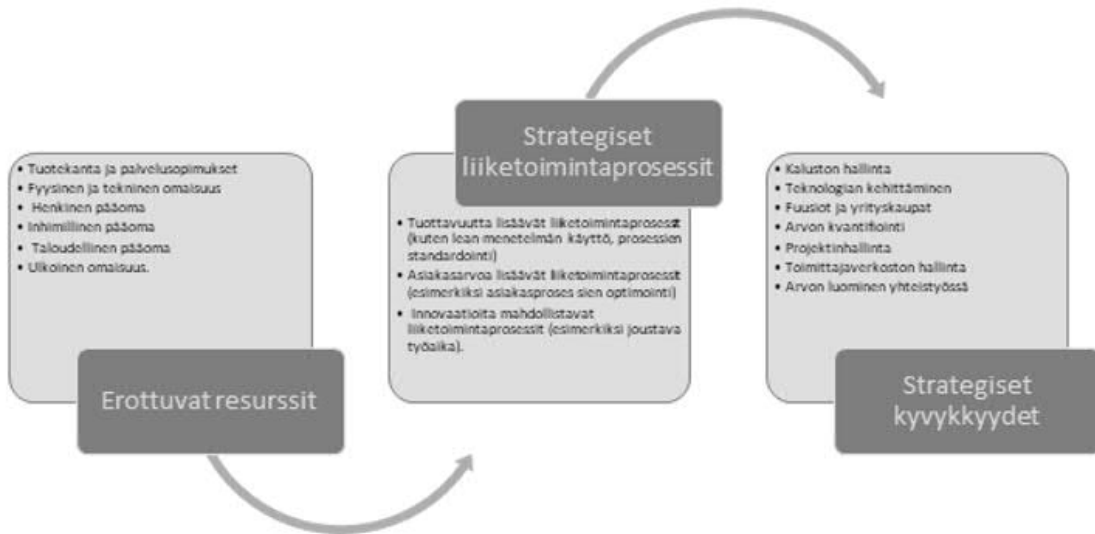 • Tuotekanta ja palvelusopimukset
• Fyysinen ja tekninen omaisuus
• Henkinen pääoma
• Inhimillinen pääoma
• Taloudellinen pääoma
• Ulkoinen omaisuus.
Erottuvat resurssit
Strategiset
liiketoimintaprosessit
• Tuottavuutta lisäävät liiketoimintaprosessit
(kuten lean menetelmän käyttö, prosessien
standardointi)
• Asiakasarvoa lisäävät liiketoimintaprosessit
(esimerkiksi asiakasproses sien optimointi)
• Innovaatioita mahdollistavat
liiketoimintaprosessit (esimerkiksi joustava
työaika).
• Kaluston hallinta
• Teknologian kehittäminen
• Fuusiot ja yrityskaupat
• Arvon kvantifiointi
• Projektinhallinta
• Toimittajaverkoston hallinta
• Arvon luominen yhteistyössä
Strategiset
kyvykkyydet